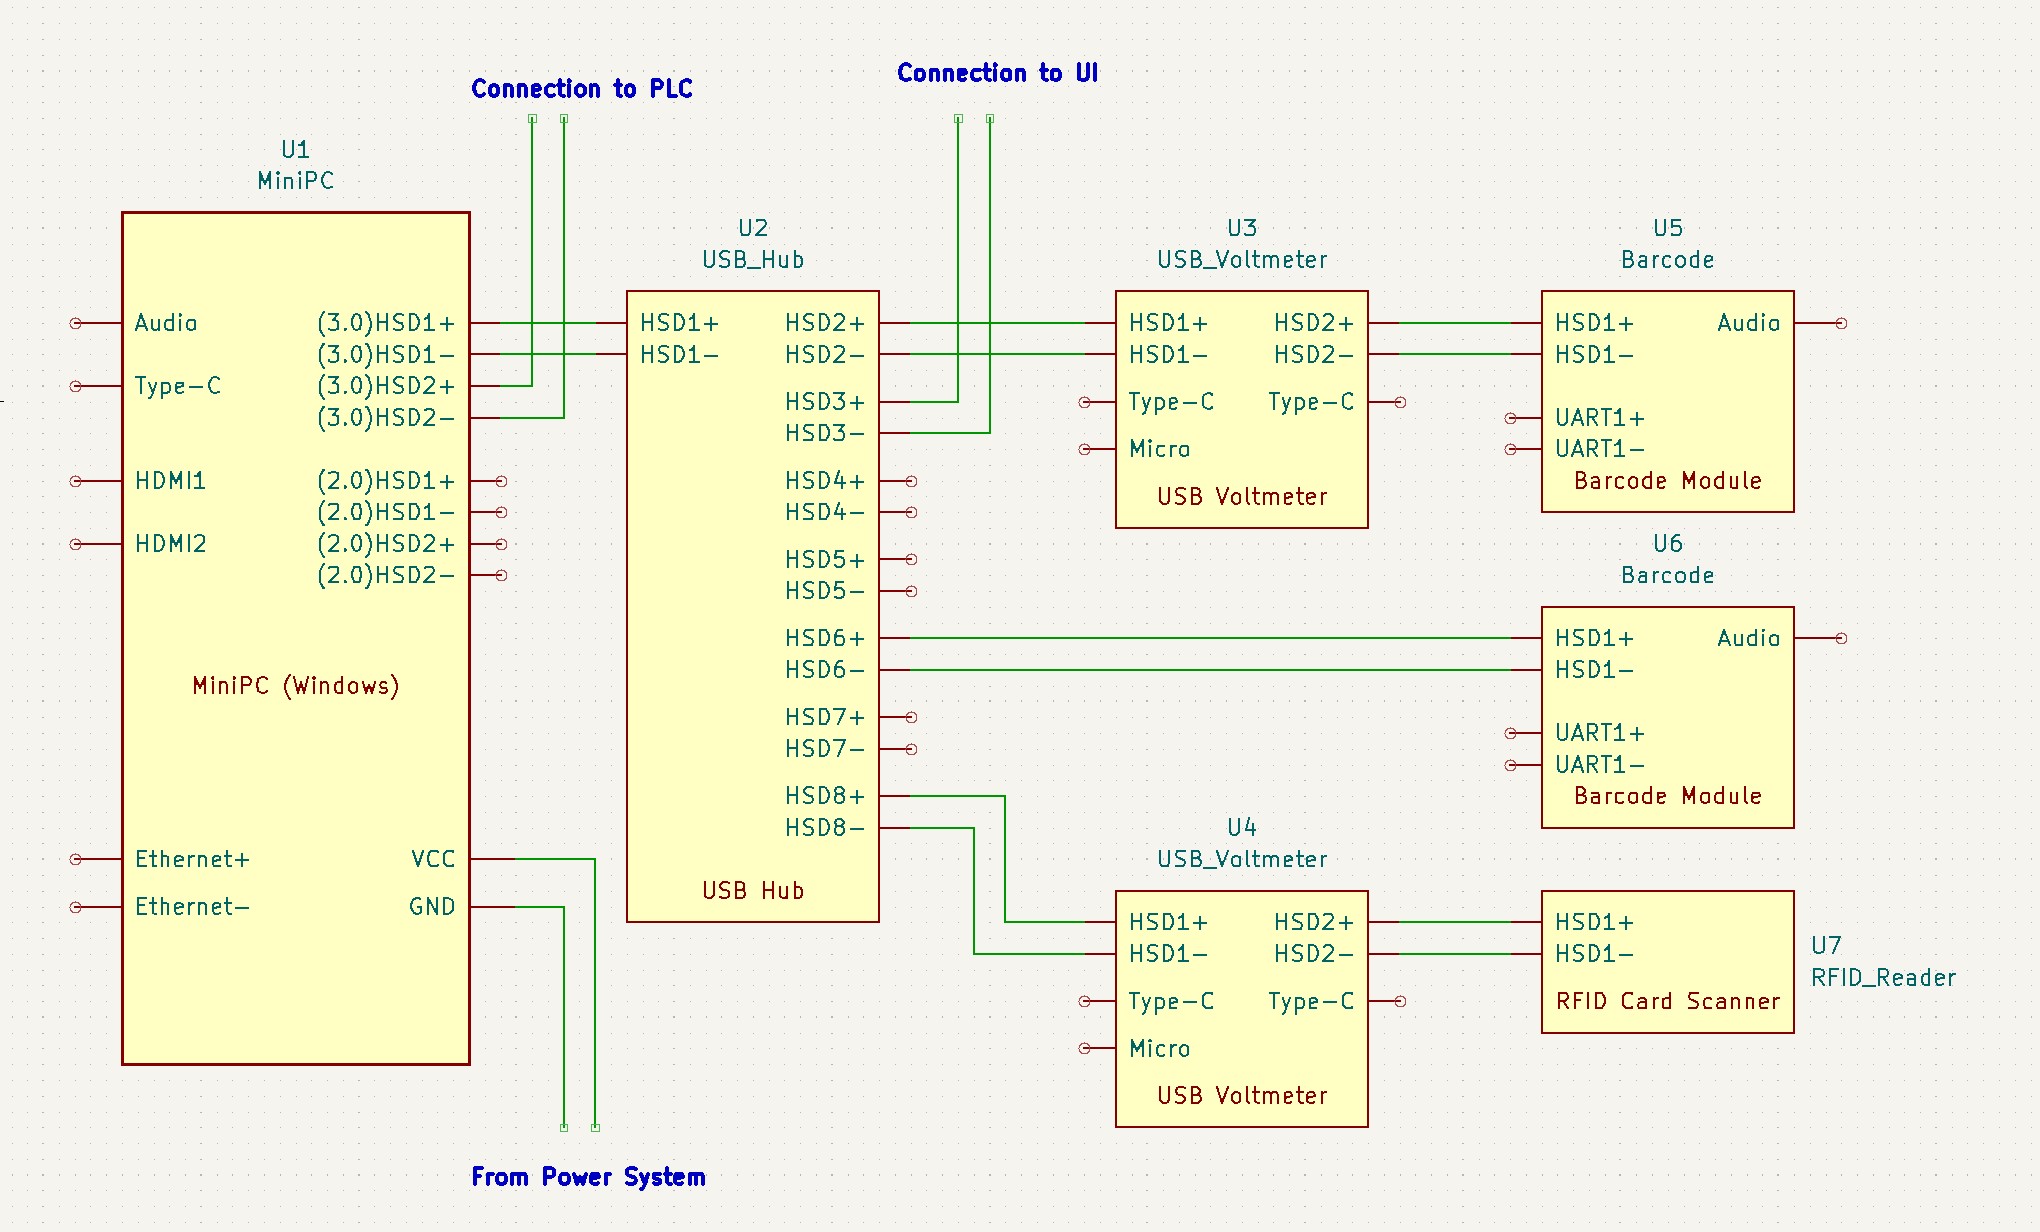 Connection to PLC
Connection to UI
U1
MiniPC
Audio
Type-C
HDMI1
HDMI2
Ethernet+
Ethernet-
(3.0)HSD1+
(3.0)HSD1-
(3.0)HSD2+
(3.0)HSD2-
(2.0)HSD1+
(2.0)HSD1-
(2.0)HSD2+
(2.0)HSD2-
VCC
GND
MiniPC (Windows)
From Power System
U2
USB_Hub
HSD1+
HSD1-
HSD2+
HSD2-
HSD3+
HSD3-
HSD4+
HSD4-
HSD5+
HSD5-
HSD6+
HSD6-
HSD7+
HSD7-
HSD8+
HSD8-
USB Hub
U3
USB_Voltmeter
HSD1+
HSD1-
Type-C
Micro
HSD2+
HSD2-
Type-C
USB Voltmeter
U5
Barcode
HSD1+
HSD1-
UART1+
UART1-
Audio
Barcode Module
U6
Barcode
HSD1+
HSD1-
UART1+
UART1-
Audio
Barcode Module
U4
USB_Voltmeter
HSD1+
HSD1-
Type-C
Micro
HSD2+
HSD2-
Type-C
USB Voltmeter
HSD1+
HSD1-
RFID Card Scanner
U7
RFID_Reader